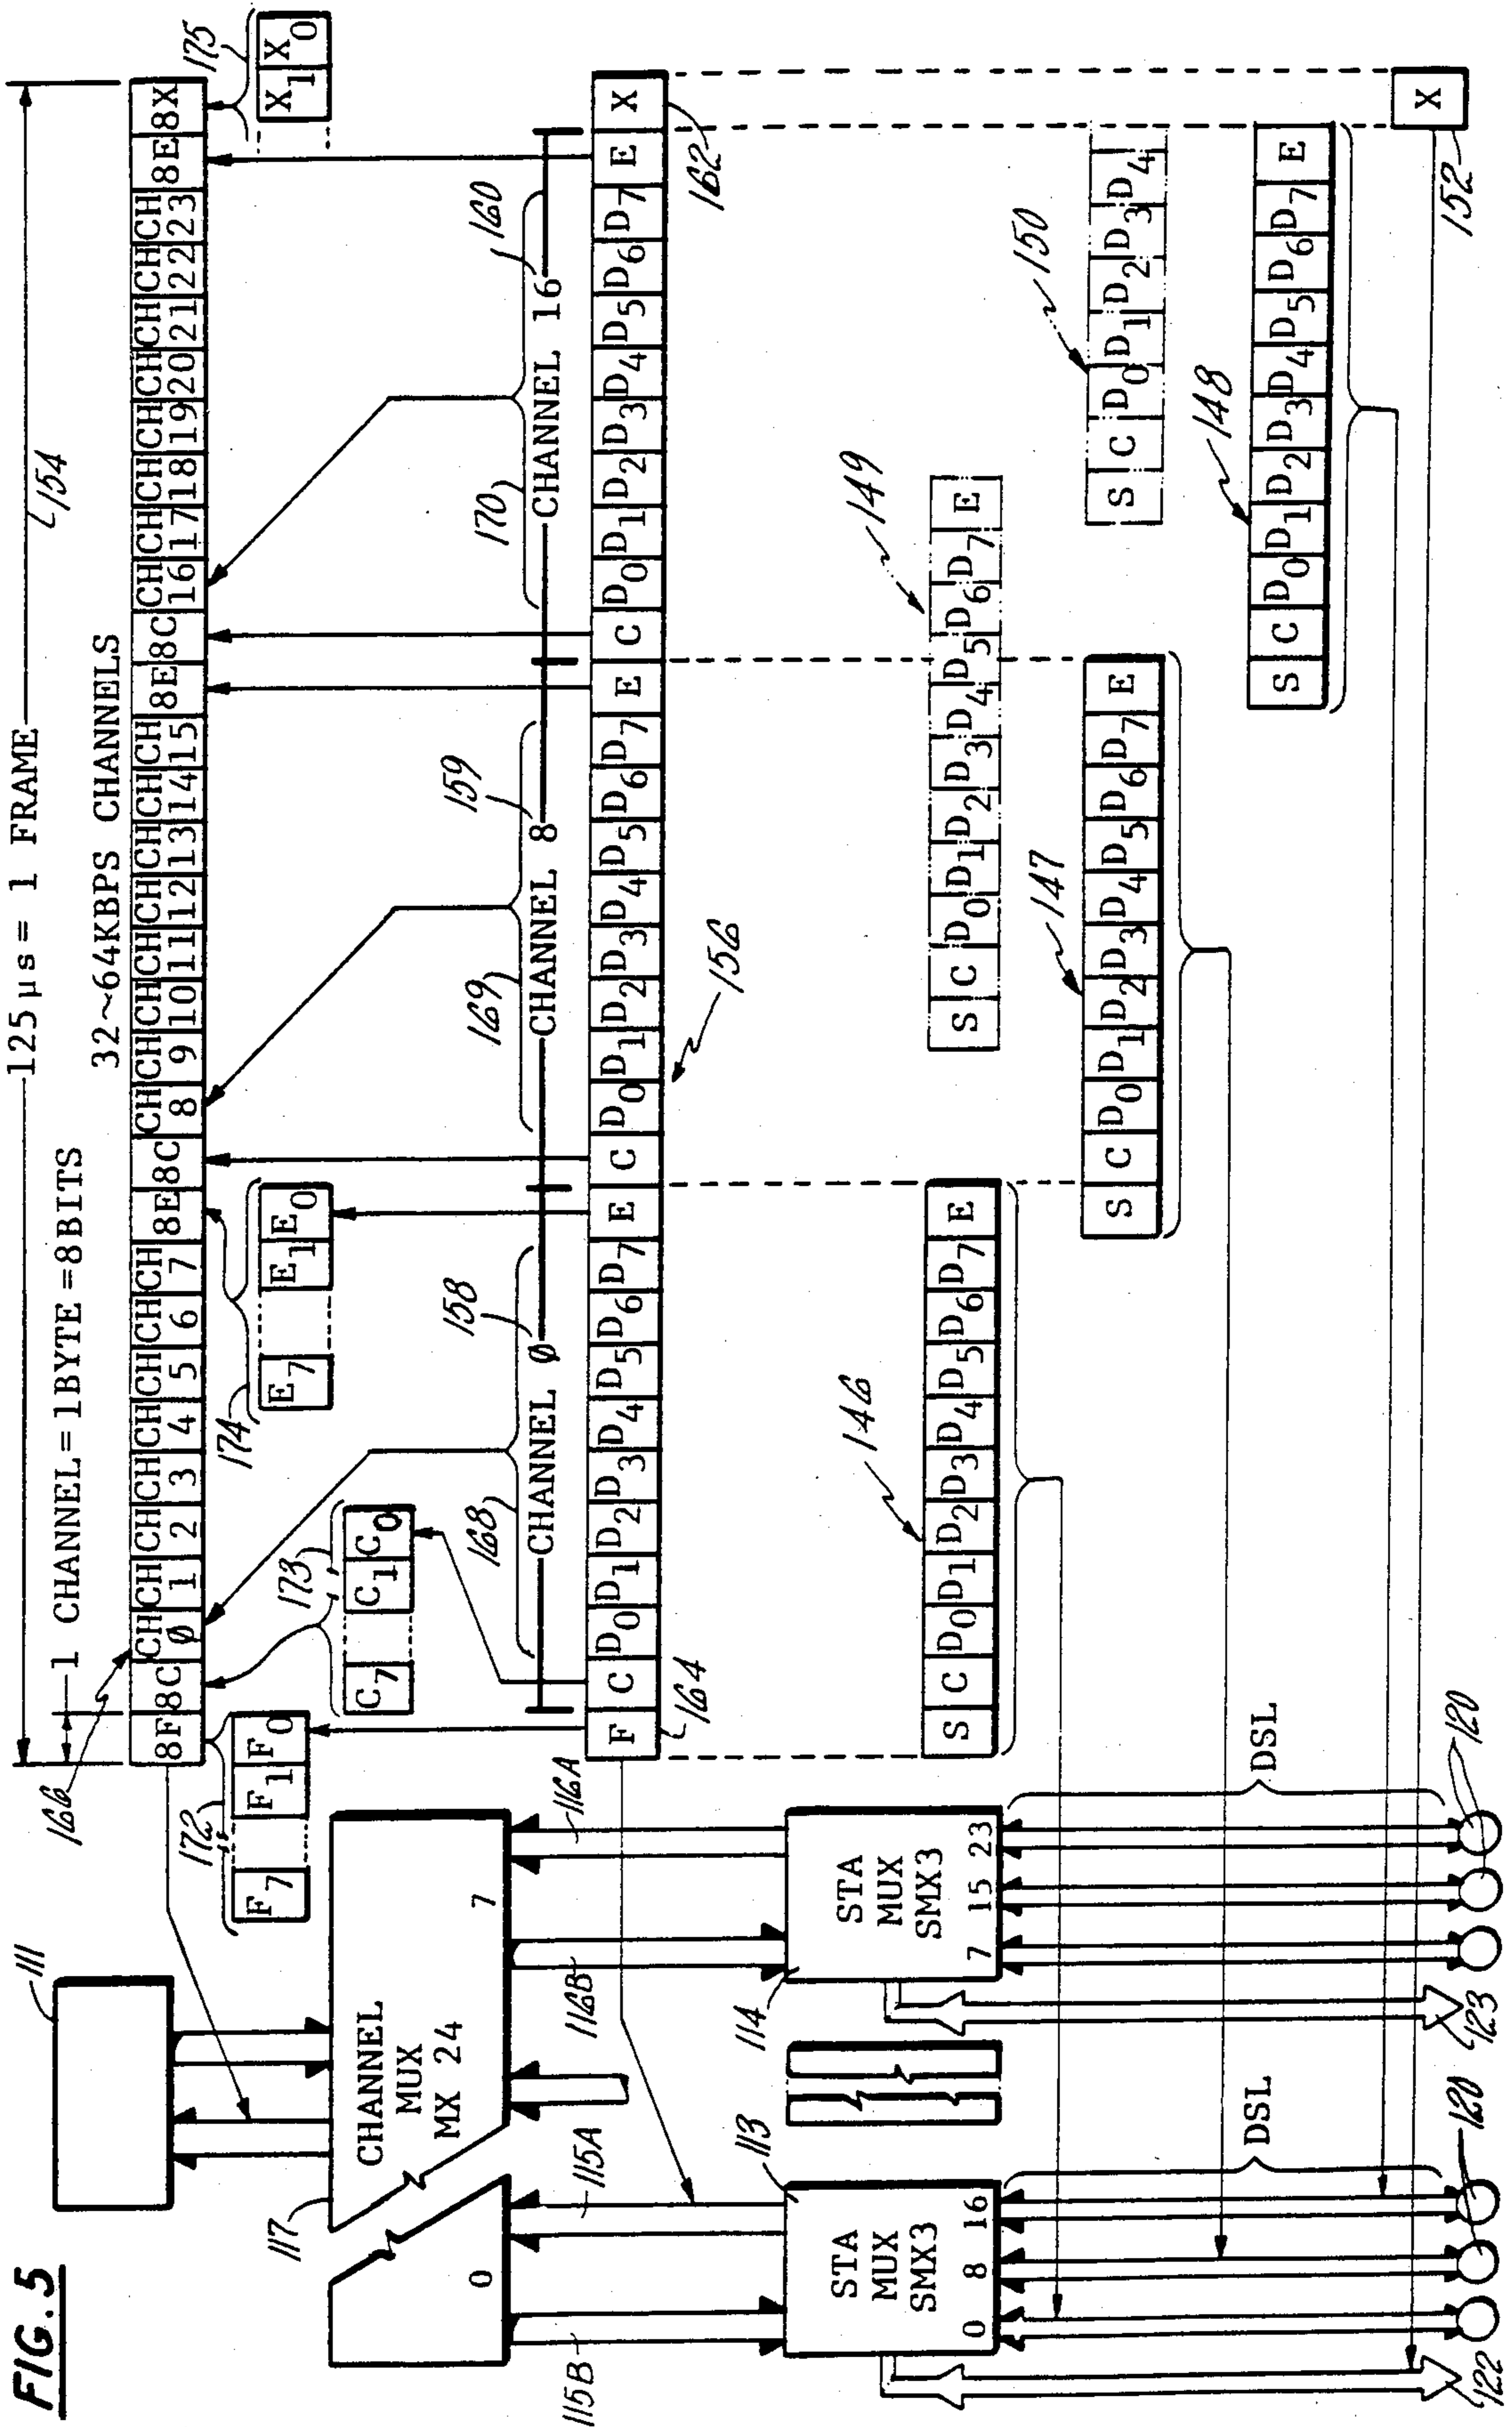 FIG. 5
125 µs = 1 FRAME
154
1 CHANNEL = 1BYTE = 8BITS
32~64KBPS CHANNELS
166
8F 8C CH Ø CH 1 CH 2 CH 3 CH 4 CH 5 CH 6 CH 7 8E 8C CH 8 CH 9 CH 10 CH 11 CH 12 CH 13 CH 14 CH 15 8E 8C CH 16 CH 17 CH 18 CH 19 CH 20 CH 21 CH 22 CH 23 8E 8X
111
172
F7 F1 F0
173
C7 C1 C0
174
E7 E1 E0
175
X1 X0
117
CHANNEL
MUX
MX 24
0
7
168
158
CHANNEL Ø
169
159
CHANNEL 8
170
160
CHANNEL 16
115B
115A
116B
116A
F C D0 D1 D2 D3 D4 D5 D6 D7 E C D0 D1 D2 D3 D4 D5 D6 D7 E C D0 D1 D2 D3 D4 D5 D6 D7 E X
164
156
162
113
STA
MUX
SMX3
0 8 16
114
STA
MUX
SMX3
7 15 23
146
S C D0 D1 D2 D3 D4 D5 D6 D7 E
149
S C D0 D1 D2 D3 D4 D5 D6 D7 E
147
S C D0 D1 D2 D3 D4 D5 D6 D7 E
150
S C D0 D1 D2 D3 D4
148
S C D0 D1 D2 D3 D4 D5 D6 D7 E
DSL
DSL
X
152
122
120
123
120